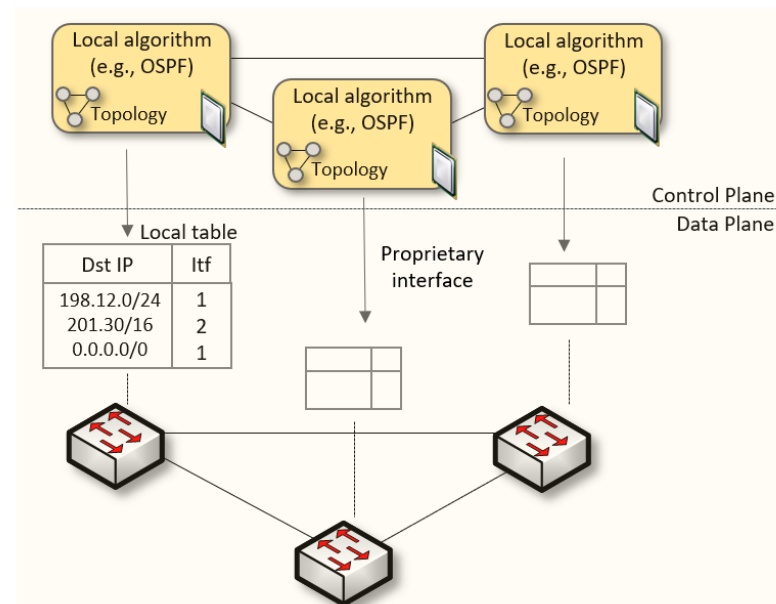 Local algorithm
(e.g., OSPF)
Topology
Local algorithm
(e.g., OSPF)
Topology
Local algorithm
(e.g., OSPF)
Topology
Control Plane
Data Plane
Local table
Dst IP Itf
198.12.0/24 1
201.30/16 2
0.0.0.0/0 1
Proprietary
interface